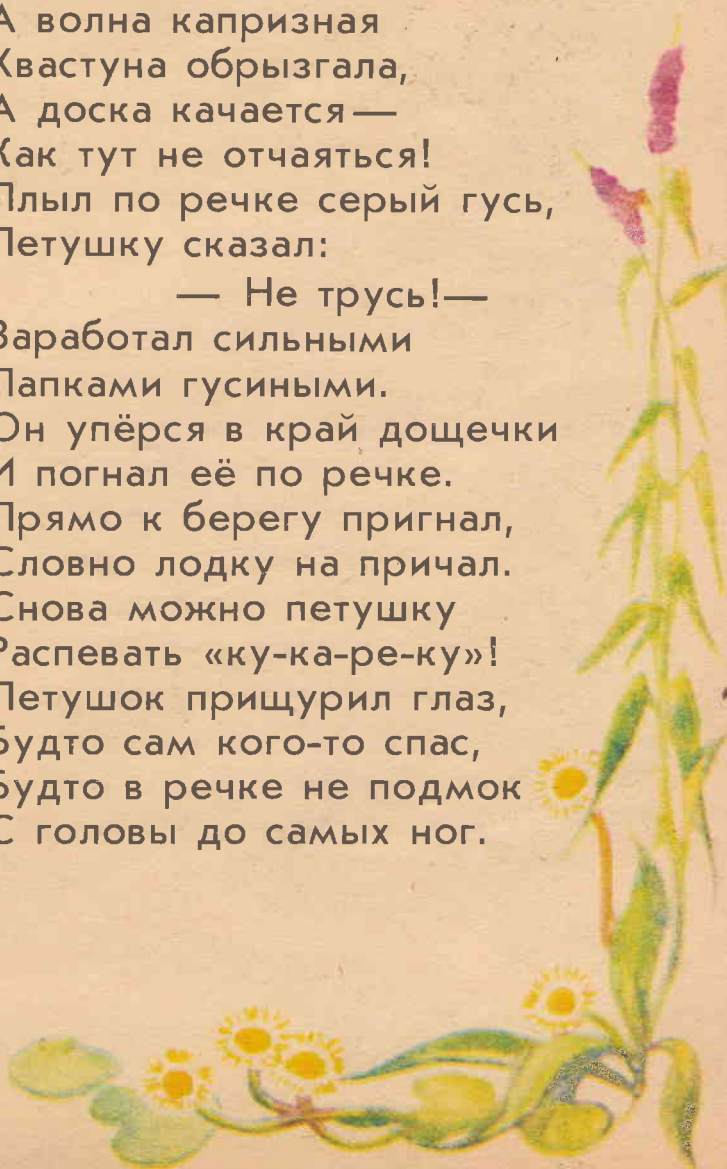 А волна капризная
Хвастуна обрызгала,
А доска качается —
Как тут не отчаяться!
Плыл по речке серый гусь,
Петушку сказал:
— Не трусь! —
Заработал сильными
Лапками гусиными.
Он упёрся в край дощечки
И погнал её по речке.
Прямо к берегу пригнал,
Словно лодку на причал.
Снова можно петушку
Распевать «ку-ка-ре-ку»!
Петушок прищурил глаз,
Будто сам кого-то спас,
Будто в речке не подмок
С головы до самых ног.